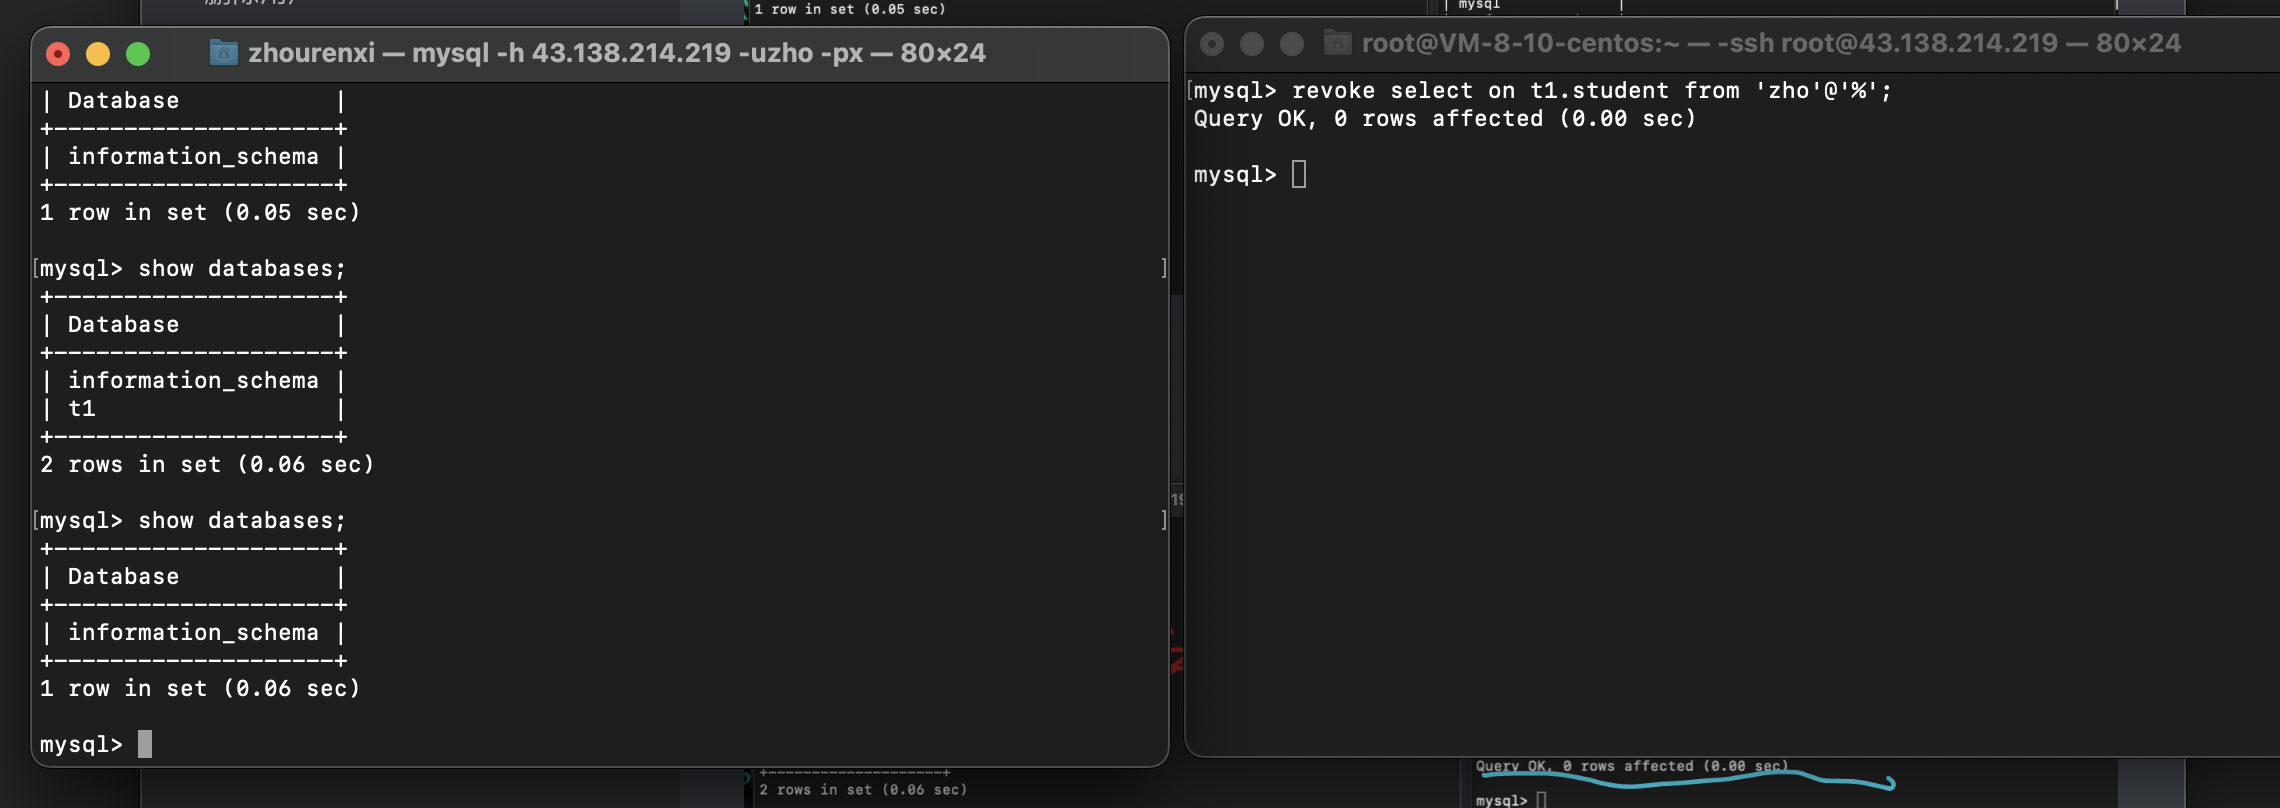 1 row in set (0.05 sec)
| mysql |
zhourenxi — mysql -h 43.138.214.219 -uzho -px — 80×24
| Database |
+--------------------+
| information_schema |
+--------------------+
1 row in set (0.05 sec)
[mysql> show databases; ]
+--------------------+
| Database |
+--------------------+
| information_schema |
| t1 |
+--------------------+
2 rows in set (0.06 sec)
[mysql> show databases; ]
+--------------------+
| Database |
+--------------------+
| information_schema |
+--------------------+
1 row in set (0.06 sec)
mysql>
root@VM-8-10-centos:~ — -ssh root@43.138.214.219 — 80×24
[mysql> revoke select on t1.student from 'zho'@'%';
Query OK, 0 rows affected (0.00 sec)
mysql>
+--------------------+
2 rows in set (0.06 sec)
Query OK, 0 rows affected (0.00 sec)
mysql>